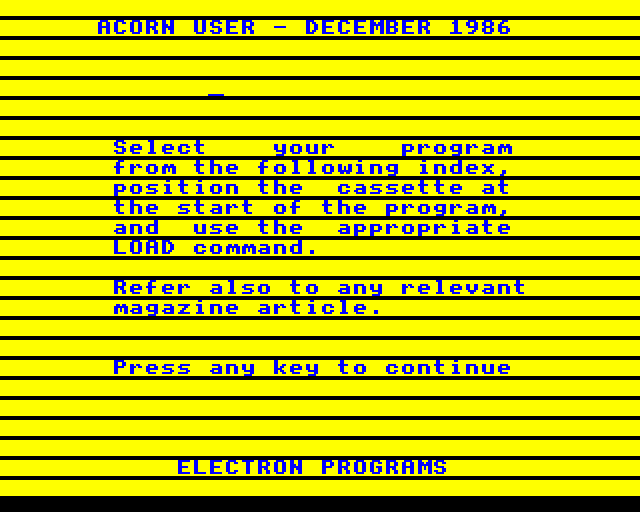 ACORN USER - DECEMBER 1986
_
Select    your    program
from the following index,
position the  cassette at
the start of the program,
and  use the  appropriate
LOAD command.
Refer also to any relevant
magazine article.
Press any key to continue
ELECTRON PROGRAMS